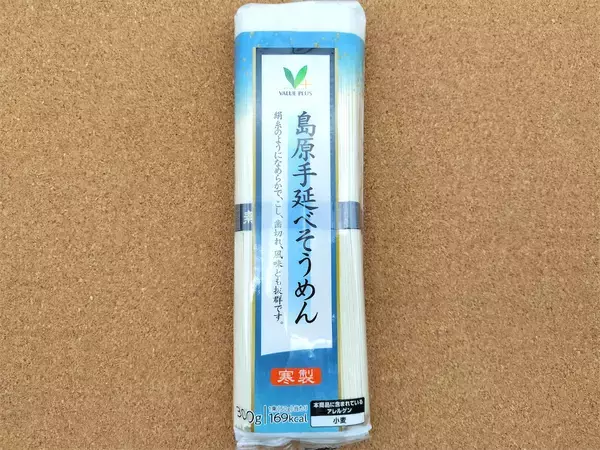 VALUE PLUS
島原手延べそうめん
絹糸のようになめらかで、こし、歯切れ、風味とも抜群です。
寒製
300g
169kcal
本商品に含まれている
アレルゲン
小麦